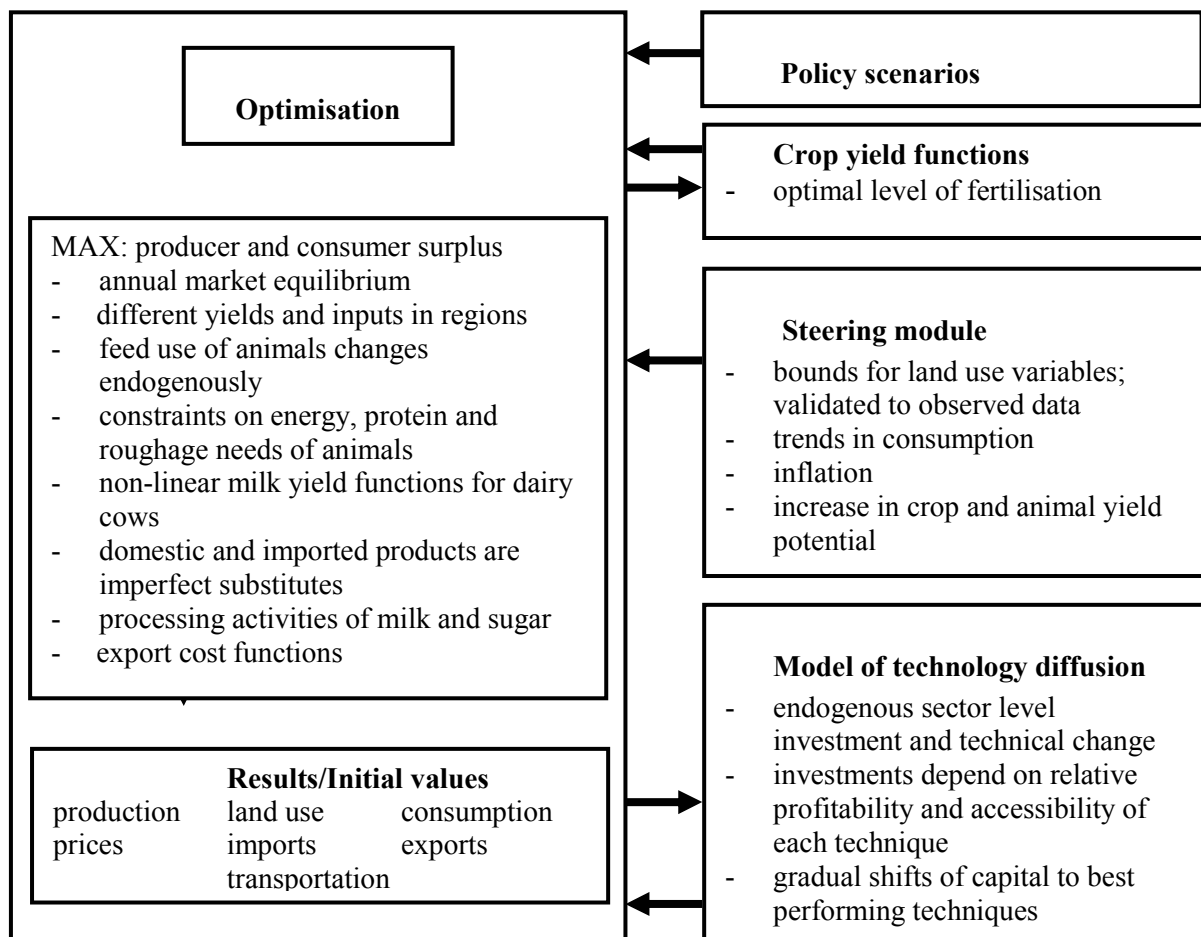 Optimisation
MAX: producer and consumer surplus
- annual market equilibrium
- different yields and inputs in regions
- feed use of animals changes
endogenously
- constraints on energy, protein and
roughage needs of animals
- non-linear milk yield functions for dairy
cows
- domestic and imported products are
imperfect substitutes
- processing activities of milk and sugar
- export cost functions
Results/Initial values
production land use consumption
prices imports exports
transportation
Policy scenarios
Crop yield functions
- optimal level of fertilisation
Steering module
- bounds for land use variables;
validated to observed data
- trends in consumption
- inflation
- increase in crop and animal yield
potential
Model of technology diffusion
- endogenous sector level
investment and technical change
- investments depend on relative
profitability and accessibility of
each technique
- gradual shifts of capital to best
performing techniques